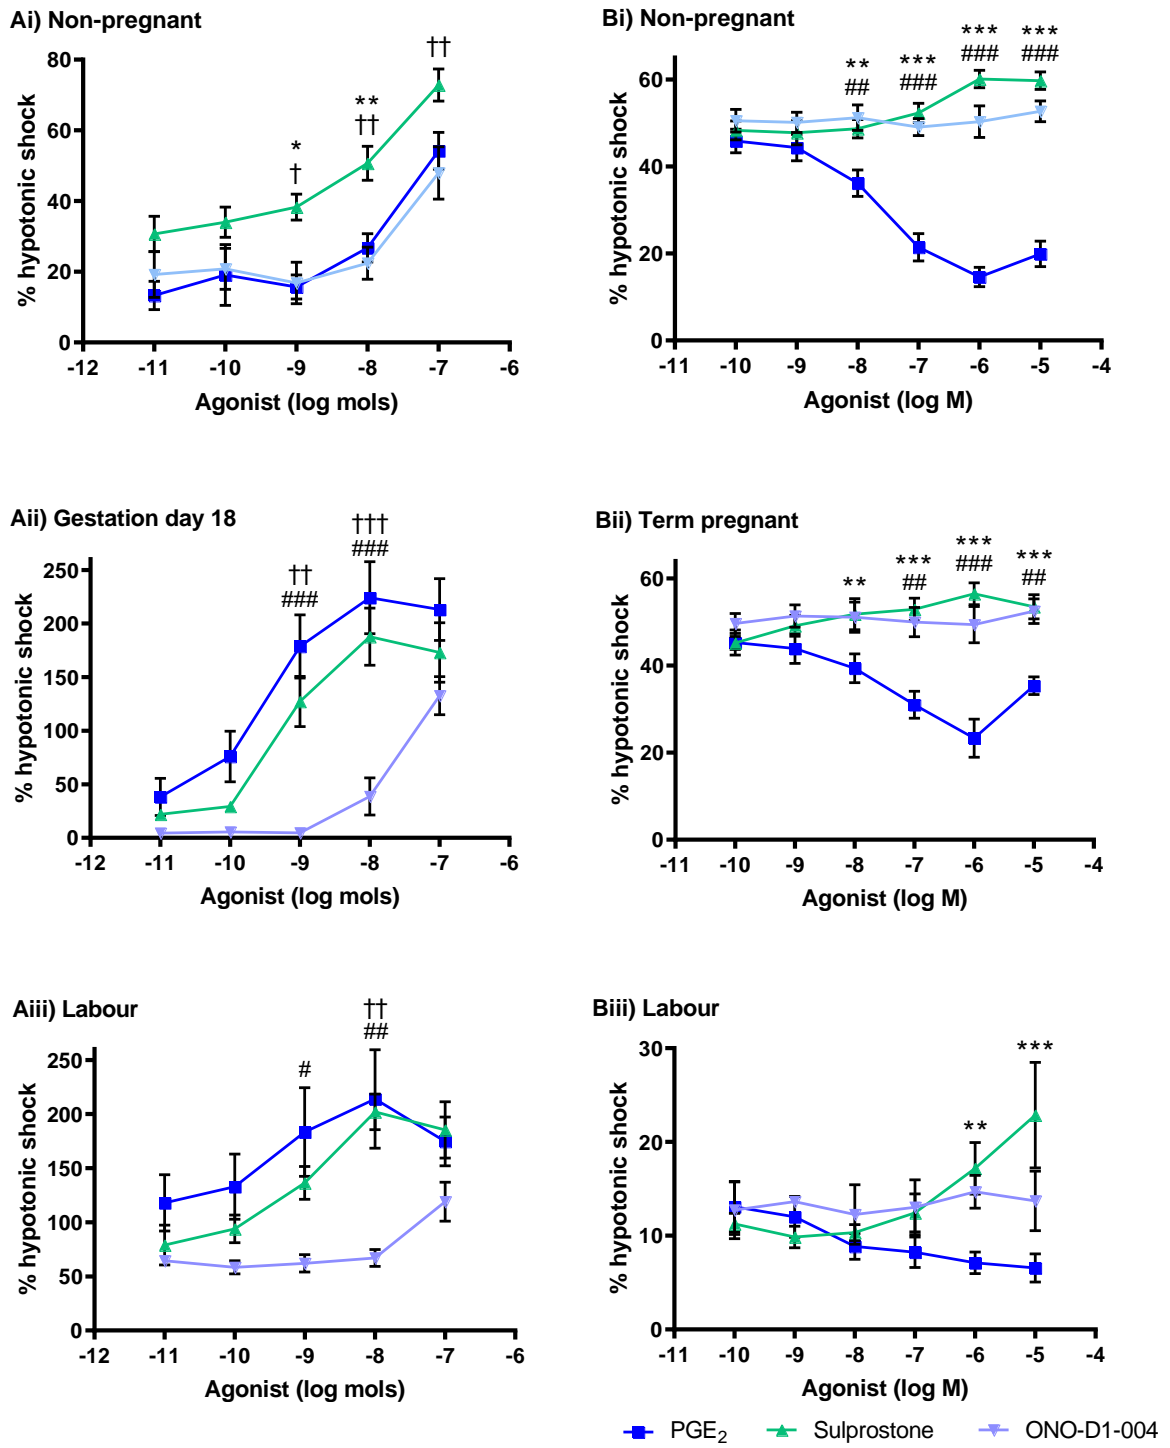 Ai) Non-pregnant
% hypotonic shock
80
60
40
20
0
††
**
††
*
†
-12 -11 -10 -9 -8 -7 -6
Agonist (log mols)
Bi) Non-pregnant
% hypotonic shock
60
40
20
0
**
##
***
###
***
###
***
###
-11 -10 -9 -8 -7 -6 -5 -4
Agonist (log M)
Aii) Gestation day 18
% hypotonic shock
250
200
150
100
50
0
††
###
†††
###
-12 -11 -10 -9 -8 -7 -6
Agonist (log mols)
Bii) Term pregnant
% hypotonic shock
60
40
20
0
**
***
##
***
###
***
##
-11 -10 -9 -8 -7 -6 -5 -4
Agonist (log M)
Aiii) Labour
% hypotonic shock
250
200
150
100
50
0
#
††
##
-12 -11 -10 -9 -8 -7 -6
Agonist (log mols)
Biii) Labour
% hypotonic shock
30
20
10
0
**
***
-11 -10 -9 -8 -7 -6 -5 -4
Agonist (log M)
PGE₂ Sulprostone ONO-D1-004